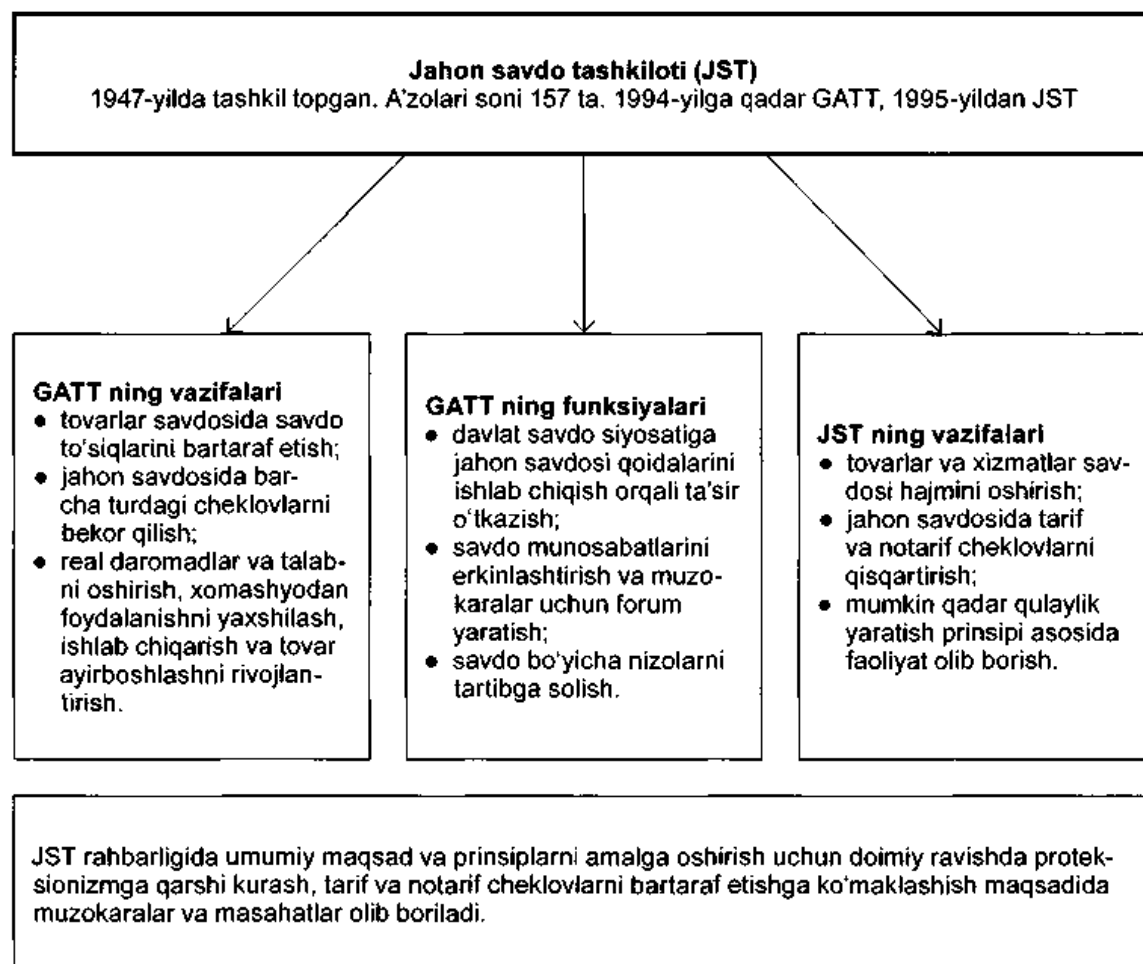 Jahon savdo tashkiloti (JST)
1947-yilda tashkil topgan. A'zolari soni 157 ta. 1994-yilga qadar GATT, 1995-yildan JST
GATT ning vazifalari
• tovarlar savdosida savdo
to'siqlarini bartaraf etish;
• jahon savdosida bar-
cha turdagi cheklovlarni
bekor qilish;
• real daromadlar va talab-
ni oshirish, xomashyodan
foydalanishni yaxshilash,
ishlab chiqarish va tovar
ayirboshlashni rivojlan-
tirish.
GATT ning funksiyalari
• davlat savdo siyosatiga
jahon savdosi qoidalarini
ishlab chiqish orqali ta'sir
o'tkazish;
• savdo munosabatlarini
erkinlashtirish va muzo-
karalar uchun forum
yaratish;
• savdo bo'yicha nizolarni
tartibga solish.
JST ning vazifalari
• tovarlar va xizmatlar sav-
dosi hajmini oshirish;
• jahon savdosida tarif
va notarif cheklovlarni
qisqartirish;
• mumkin qadar qulaylik
yaratish prinsipi asosida
faoliyat olib borish.
JST rahbarligida umumiy maqsad va prinsiplarni amalga oshirish uchun doimiy ravishda protek-
sionizmga qarshi kurash, tarif va notarif cheklovlarni bartaraf etishga ko'maklashish maqsadida
muzokaralar va masahatlar olib boriladi.